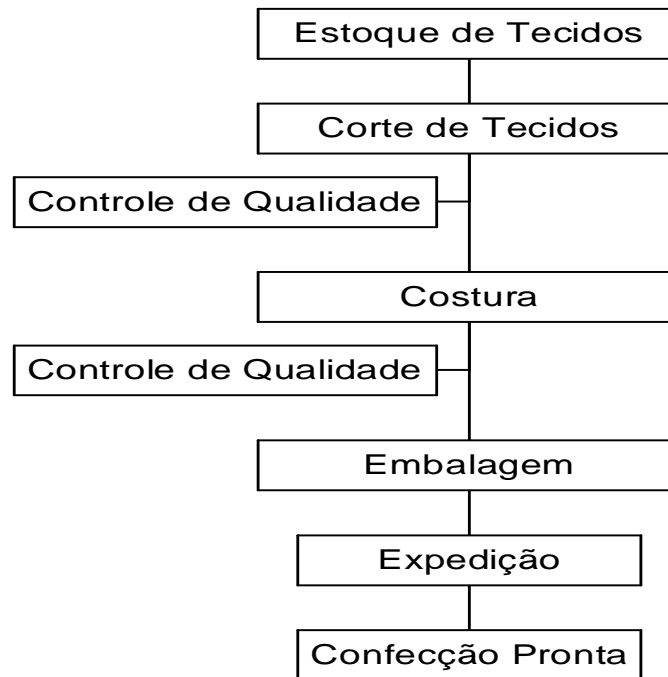 Estoque de Tecidos
Corte de Tecidos
Controle de Qualidade
Costura
Controle de Qualidade
Embalagem
Expedição
Confecção Pronta